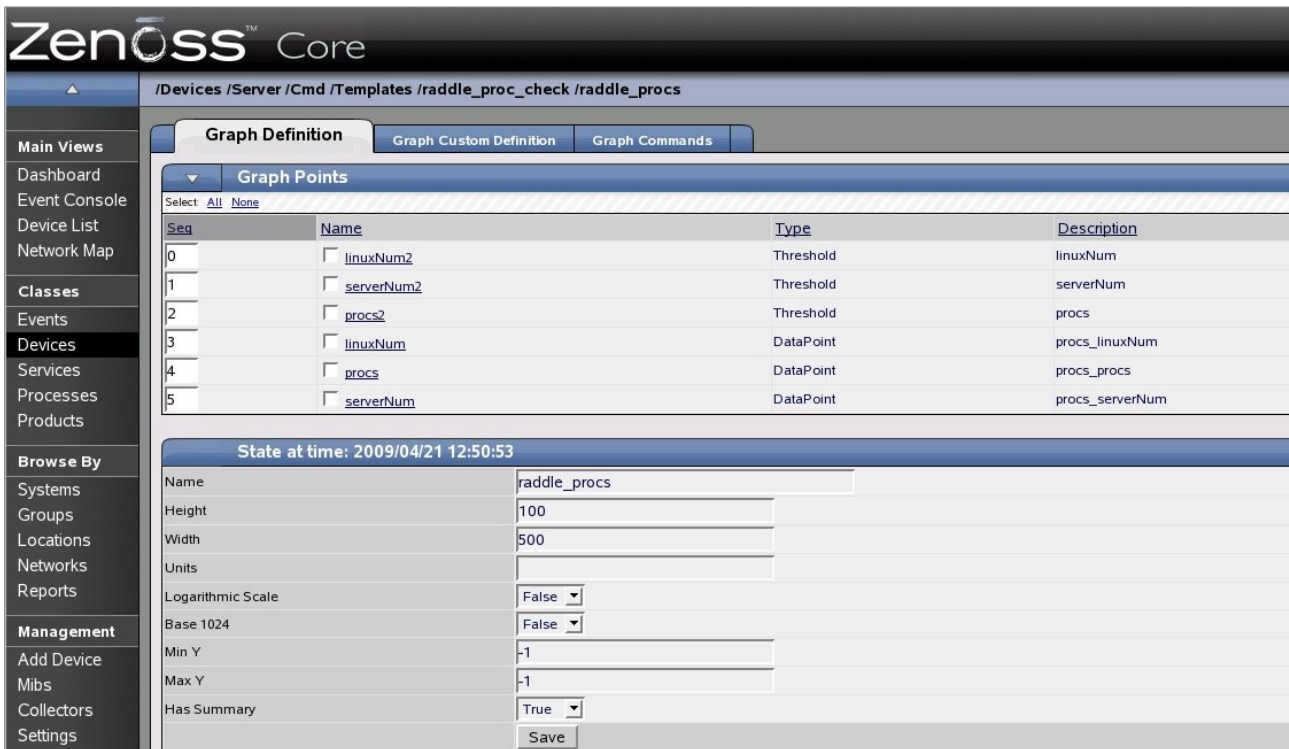 Zenoss™ Core
/Devices /Server /Cmd /Templates /raddle_proc_check /raddle_procs
Main Views
Dashboard
Event Console
Device List
Network Map
Classes
Events
Devices
Services
Processes
Products
Browse By
Systems
Groups
Locations
Networks
Reports
Management
Add Device
Mibs
Collectors
Settings
Graph Definition Graph Custom Definition Graph Commands
Graph Points
Select: All None
Seq Name Type Description
0 linuxNum2 Threshold linuxNum
1 serverNum2 Threshold serverNum
2 procs2 Threshold procs
3 linuxNum DataPoint procs_linuxNum
4 procs DataPoint procs_procs
5 serverNum DataPoint procs_serverNum
State at time: 2009/04/21 12:50:53
Name raddle_procs
Height 100
Width 500
Units
Logarithmic Scale False
Base 1024 False
Min Y -1
Max Y -1
Has Summary True
Save